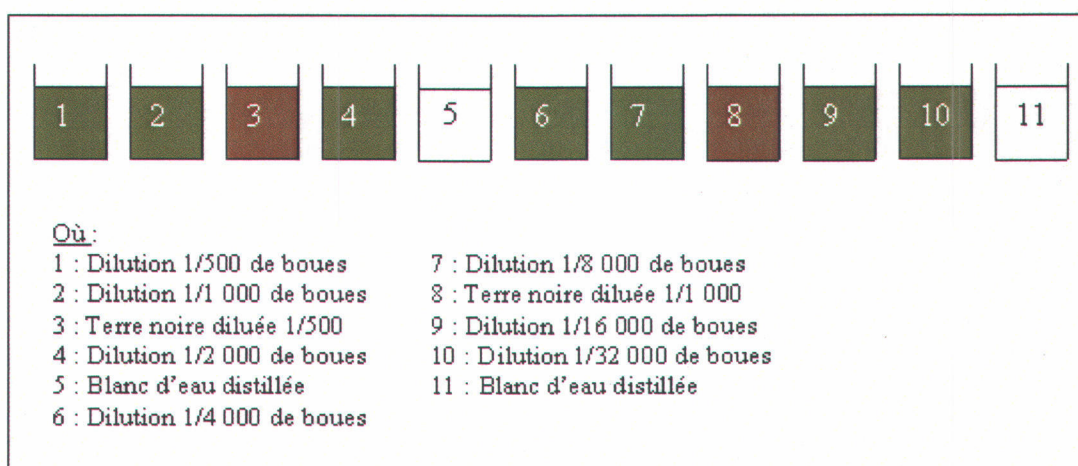 1 2 3 4 5 6 7 8 9 10 11
Où :
1 : Dilution 1/500 de boues
2 : Dilution 1/1 000 de boues
3 : Terre noire diluée 1/500
4 : Dilution 1/2 000 de boues
5 : Blanc d'eau distillée
6 : Dilution 1/4 000 de boues
7 : Dilution 1/8 000 de boues
8 : Terre noire diluée 1/1 000
9 : Dilution 1/16 000 de boues
10 : Dilution 1/32 000 de boues
11 : Blanc d'eau distillée